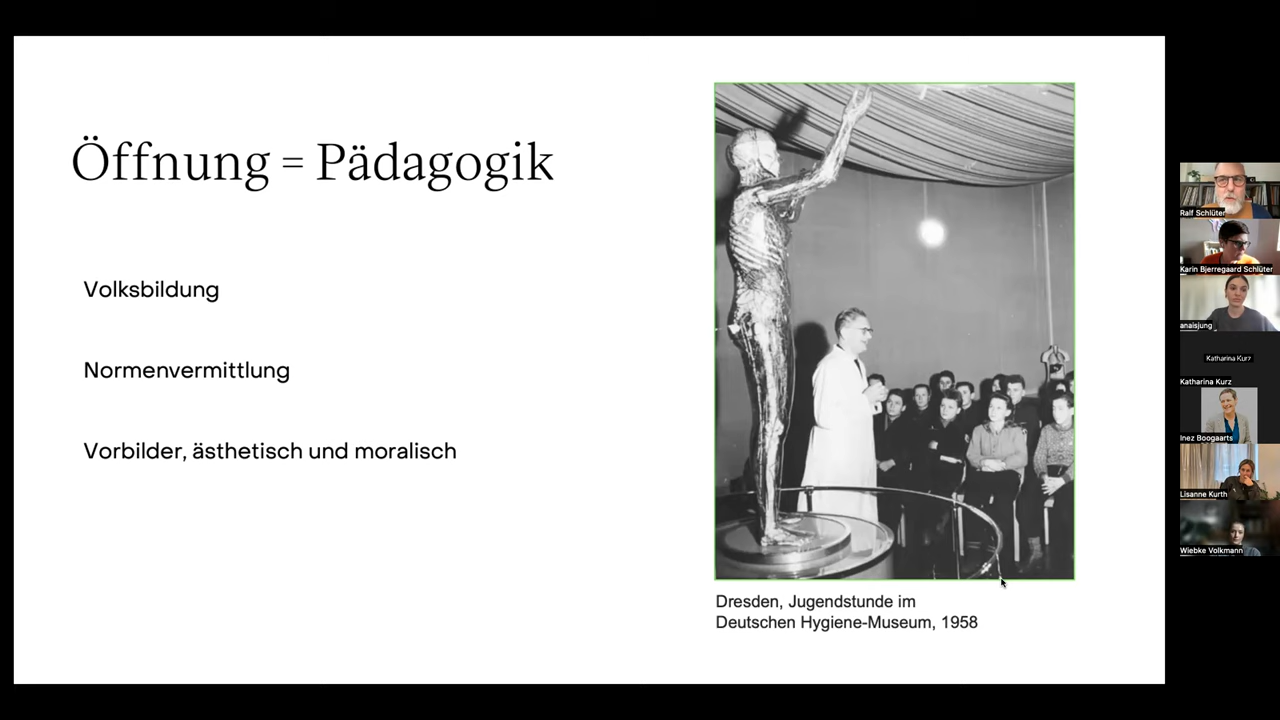 Öffnung = Pädagogik
Volksbildung
Normenvermittlung
Vorbilder, ästhetisch und moralisch
Dresden, Jugendstunde im
Deutschen Hygiene-Museum, 1958
Ralf Schlüter
Karin Bjerregaard Schlüter
anaisjung
Katharina Kurz
Katharina Kurz
Inez Boogaarts
Lisanne Kurth
Wiebke Volkmann